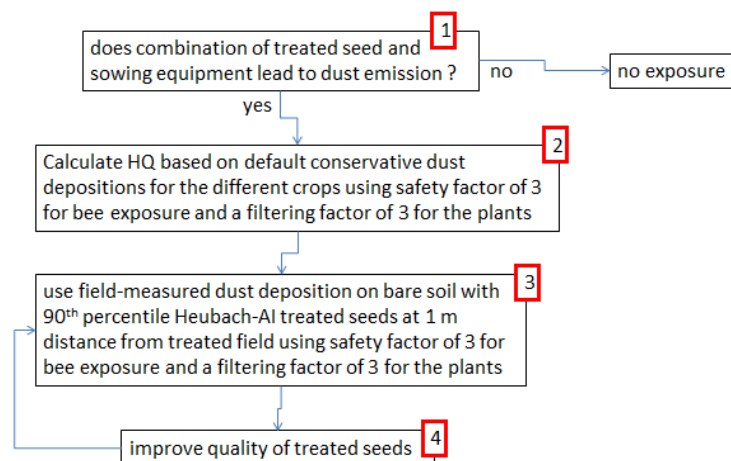 1
does combination of treated seed and
sowing equipment lead to dust emission ?
no
no exposure
yes
2
Calculate HQ based on default conservative dust
depositions for the different crops using safety factor of 3
for bee exposure and a filtering factor of 3 for the plants
3
use field-measured dust deposition on bare soil with
90th percentile Heubach-AI treated seeds at 1 m
distance from treated field using safety factor of 3 for
bee exposure and a filtering factor of 3 for the plants
4
improve quality of treated seeds